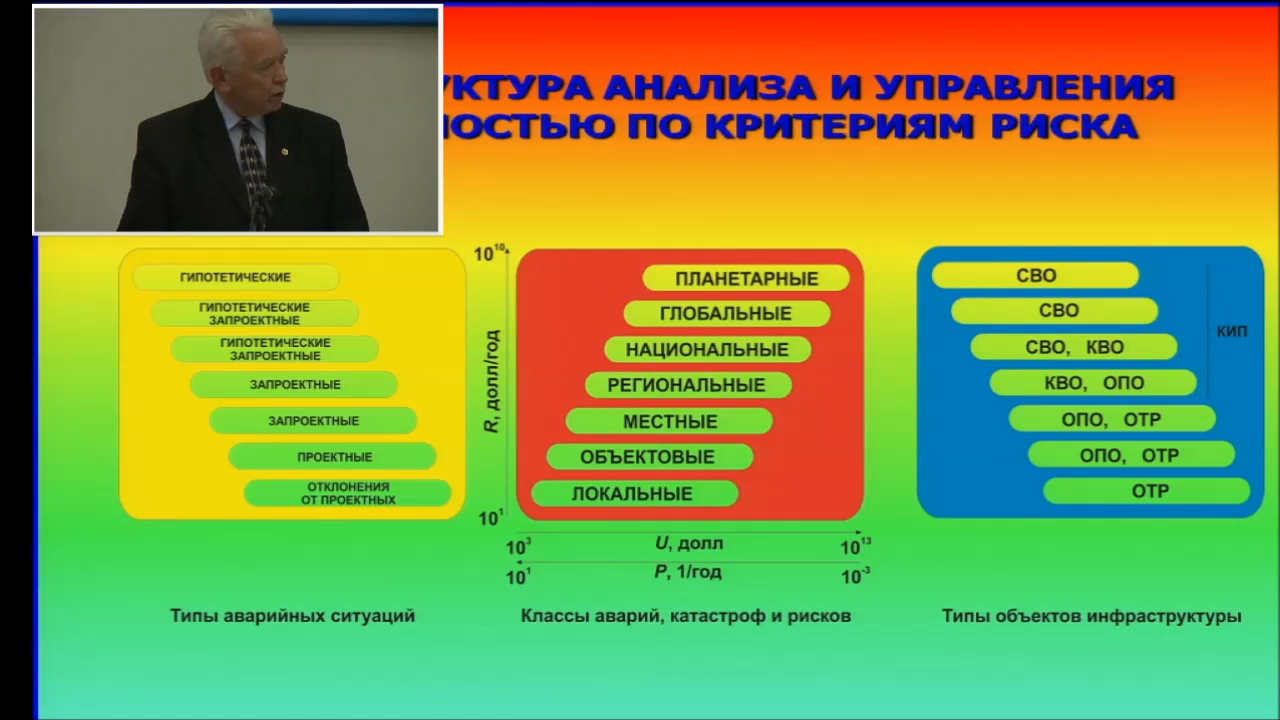 УКТУРА АНАЛИЗА И УПРАВЛЕНИЯ
НОСТЬЮ ПО КРИТЕРИЯМ РИСКА
ГИПОТЕТИЧЕСКИЕ
ГИПОТЕТИЧЕСКИЕ
ЗАПРОЕКТНЫЕ
ГИПОТЕТИЧЕСКИЕ
ЗАПРОЕКТНЫЕ
ЗАПРОЕКТНЫЕ
ЗАПРОЕКТНЫЕ
ПРОЕКТНЫЕ
ОТКЛОНЕНИЯ
ОТ ПРОЕКТНЫХ
Типы аварийных ситуаций
10¹⁰
R, долл/год
10¹
ПЛАНЕТАРНЫЕ
ГЛОБАЛЬНЫЕ
НАЦИОНАЛЬНЫЕ
РЕГИОНАЛЬНЫЕ
МЕСТНЫЕ
ОБЪЕКТОВЫЕ
ЛОКАЛЬНЫЕ
10³ U, долл 10¹³
10¹ P, 1/год 10⁻³
Классы аварий, катастроф и рисков
СВО
СВО
СВО, КВО
КВО, ОПО
ОПО, ОТР
ОПО, ОТР
ОТР
КИП
Типы объектов инфраструктуры